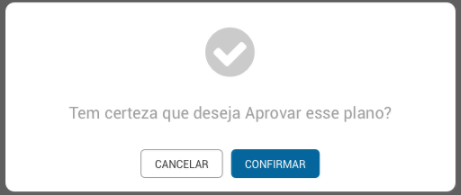 Tem certeza que deseja Aprovar esse plano?
CANCELAR CONFIRMAR